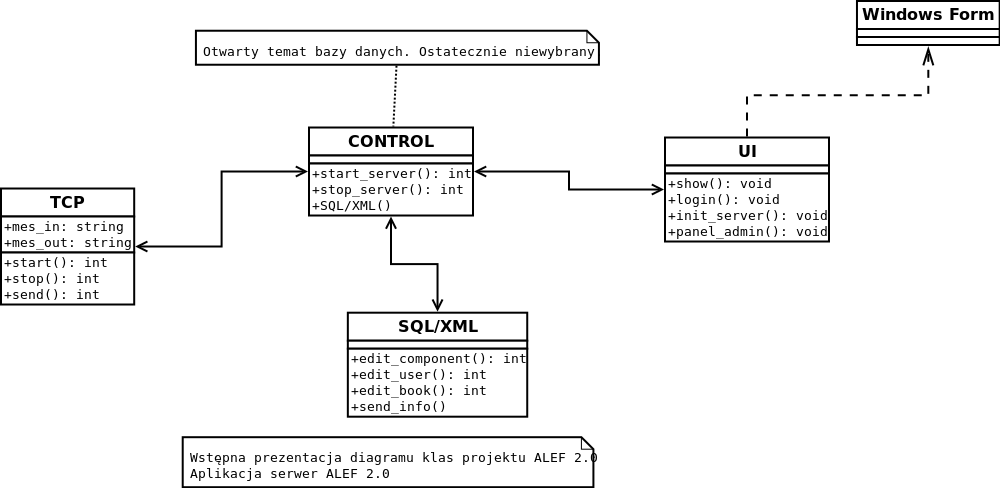 Windows Form
Otwarty temat bazy danych. Ostatecznie niewybrany
CONTROL
+start_server(): int
+stop_server(): int
+SQL/XML()
UI
+show(): void
+login(): void
+init_server(): void
+panel_admin(): void
TCP
+mes_in: string
+mes_out: string
+start(): int
+stop(): int
+send(): int
SQL/XML
+edit_component(): int
+edit_user(): int
+edit_book(): int
+send_info()
Wstępna prezentacja diagramu klas projektu ALEF 2.0
Aplikacja serwer ALEF 2.0